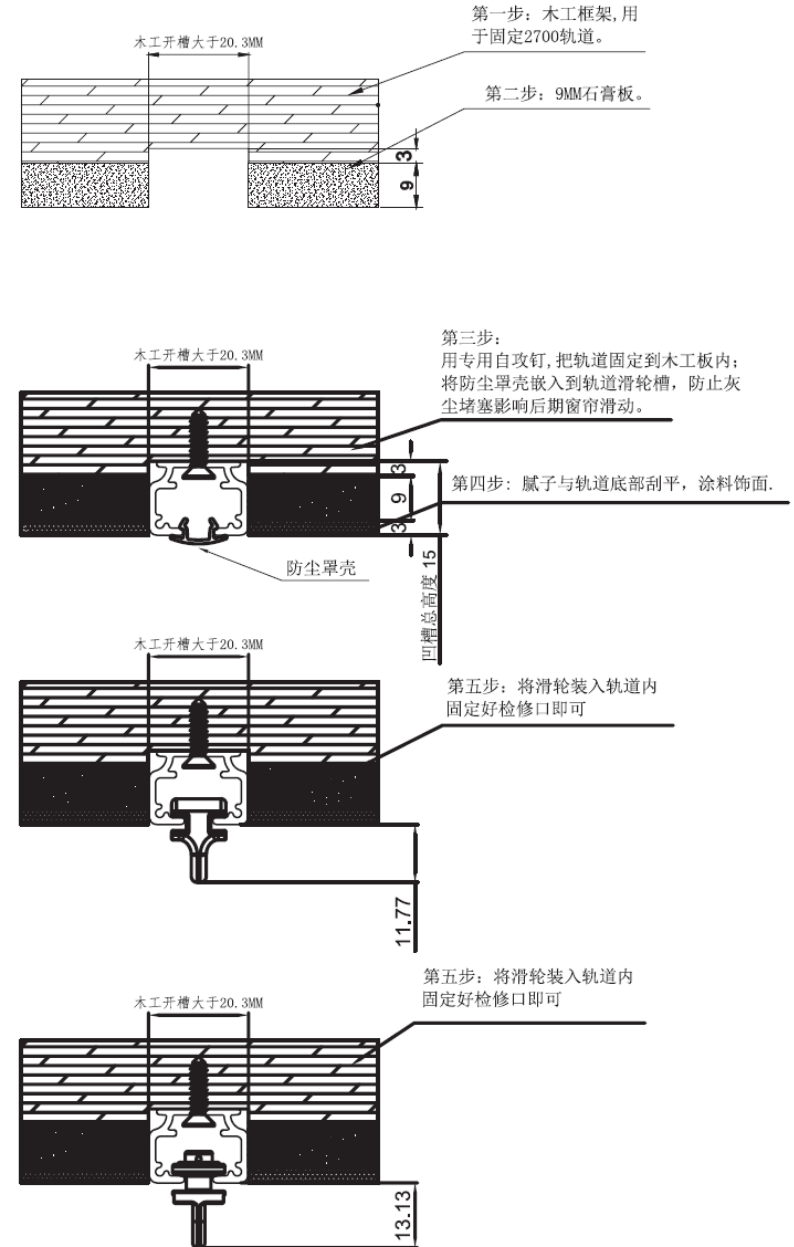 第一步: 木工框架,用
于固定2700轨道。
木工开槽大于20.3MM
第二步: 9MM石膏板。
3
9
第三步:
用专用自攻钉,把轨道固定到木工板内;
将防尘罩壳嵌入到轨道滑轮槽，防止灰
尘堵塞影响后期窗帘滑动。
木工开槽大于20.3MM
3
9
3
第四步: 腻子与轨道底部刮平，涂料饰面.
防尘罩壳
凹槽总高度 15
木工开槽大于20.3MM
第五步: 将滑轮装入轨道内
固定好检修口即可
11.77
第五步: 将滑轮装入轨道内
固定好检修口即可
木工开槽大于20.3MM
13.13